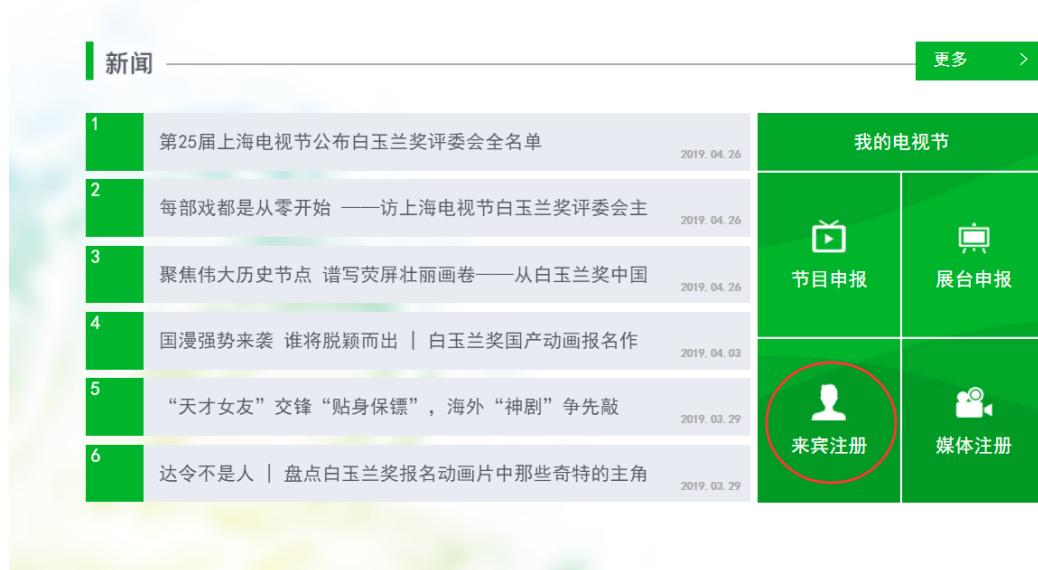 新闻
更多
1
第25届上海电视节公布白玉兰奖评委会全名单
2019.04.26
2
每部戏都是从零开始 ——访上海电视节白玉兰奖评委会主
2019.04.26
3
聚焦伟大历史节点 谱写荧屏壮丽画卷——从白玉兰奖中国
2019.04.26
4
国漫强势来袭 谁将脱颖而出 | 白玉兰奖国产动画报名作
2019.04.03
5
“天才女友”交锋“贴身保镖”，海外“神剧”争先敲
2019.03.29
6
达令不是人 | 盘点白玉兰奖报名动画片中那些奇特的主角
2019.03.29
我的电视节
节目申报
展台申报
来宾注册
媒体注册